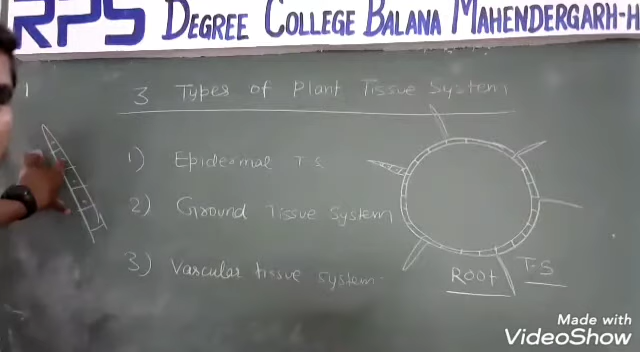 RPS DEGREE COLLEGE BALANA MAHENDERGARH-H
3 Types of Plant Tissue System
1) Epidermal T.S
2) Ground Tissue System
3) Vascular tissue system
Root T.S
Made with
VideoShow